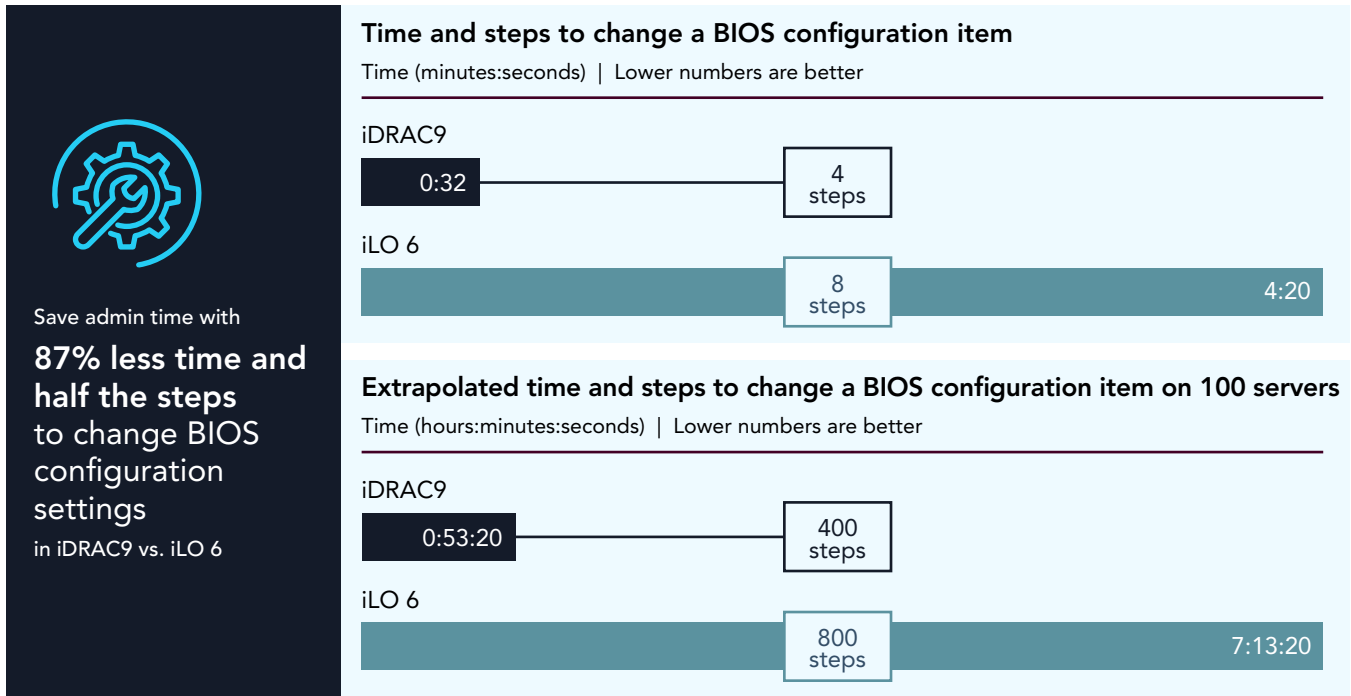 Save admin time with
87% less time and
half the steps
to change BIOS
configuration
settings
in iDRAC9 vs. iLO 6
Time and steps to change a BIOS configuration item
Time (minutes:seconds) | Lower numbers are better
iDRAC9
0:32
4
steps
iLO 6
8
steps
4:20
Extrapolated time and steps to change a BIOS configuration item on 100 servers
Time (hours:minutes:seconds) | Lower numbers are better
iDRAC9
0:53:20
400
steps
iLO 6
800
steps
7:13:20